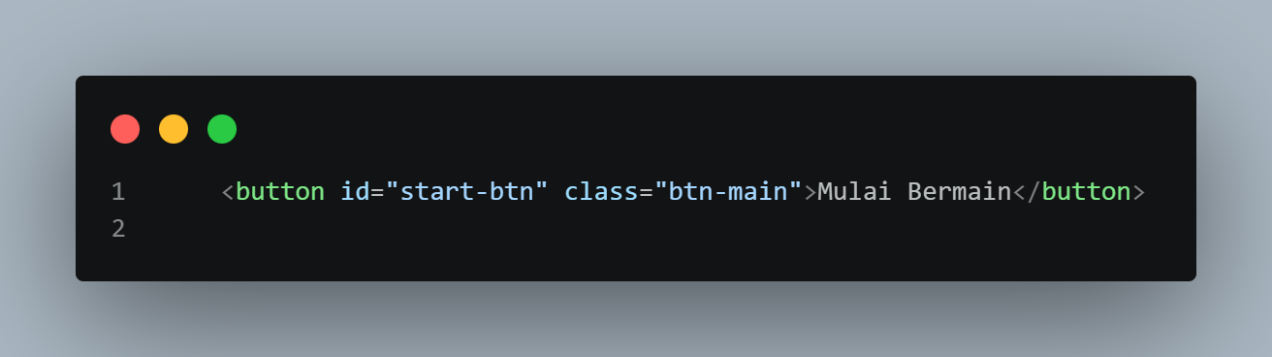 1 <button id="start-btn" class="btn-main">Mulai Bermain</button>
2